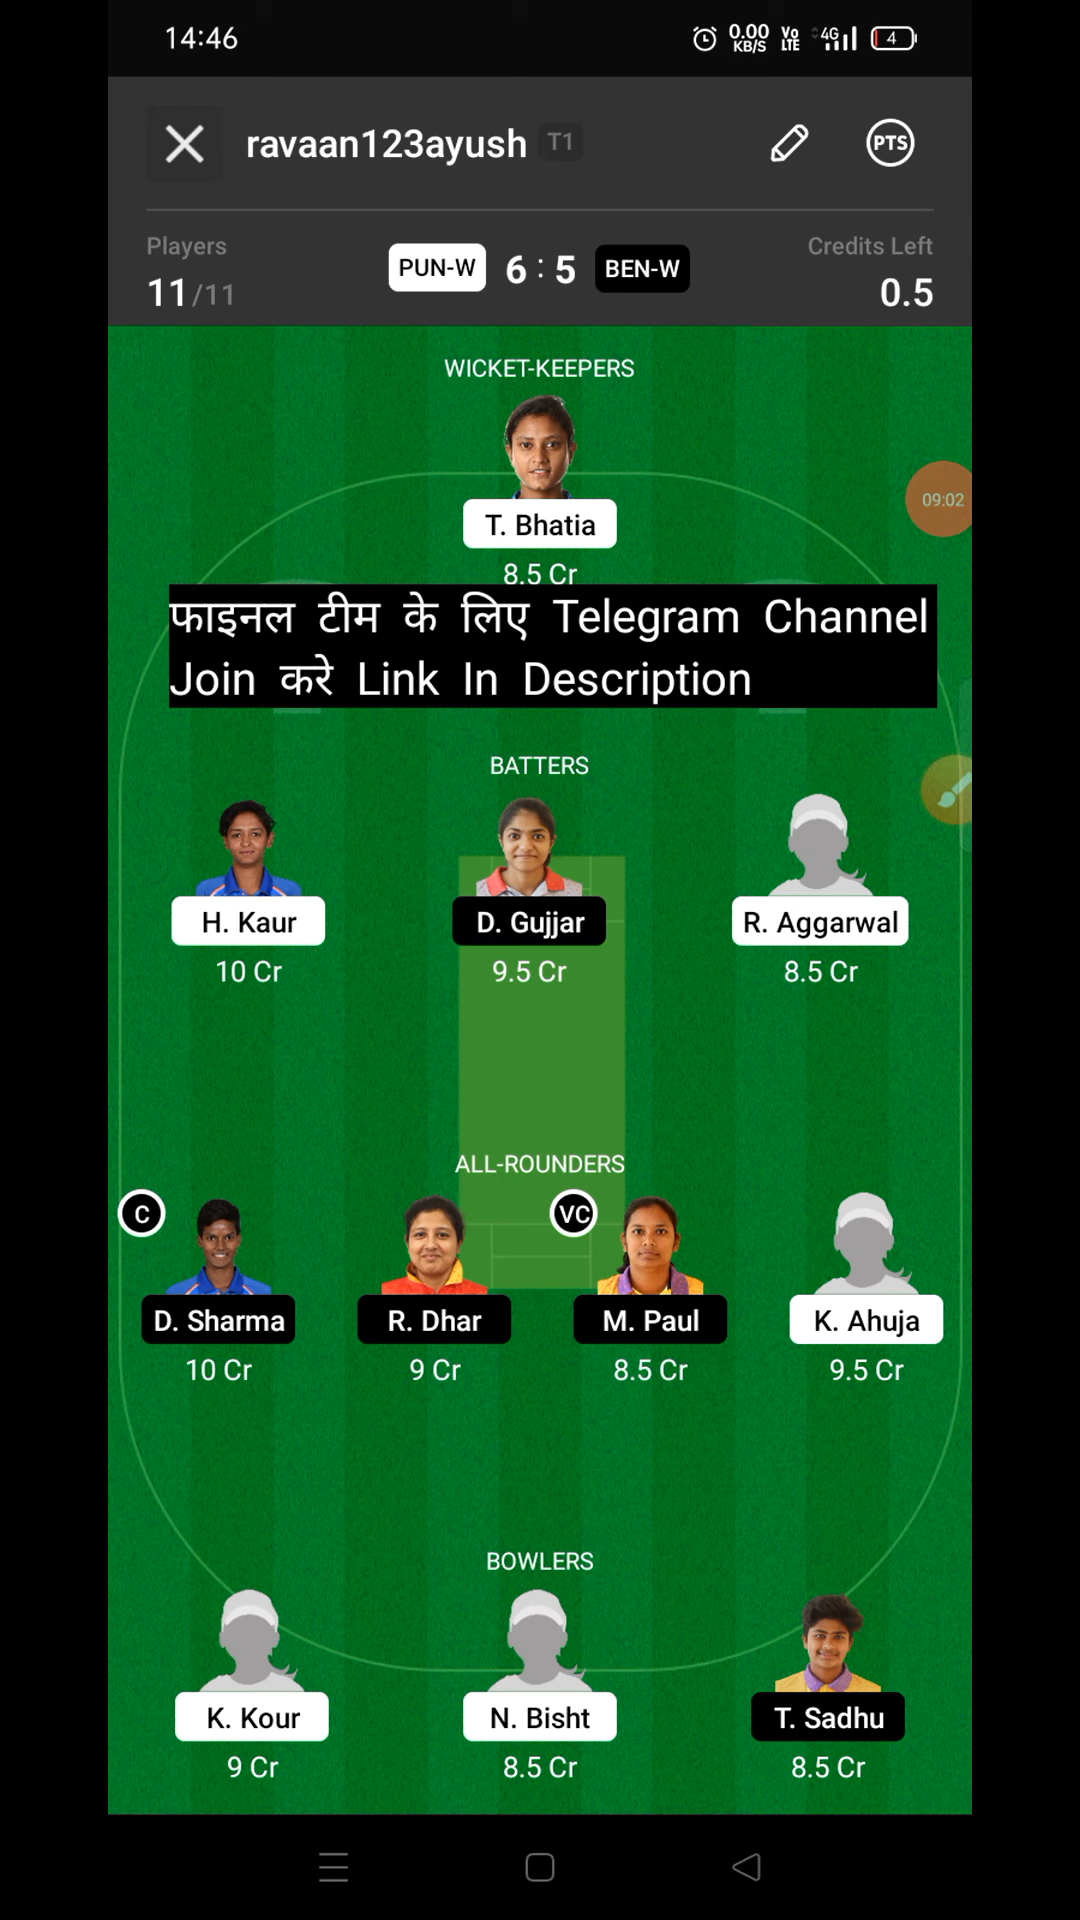 14:46
0.00 KB/S
Vo LTE
4G
4
ravaan123ayush T1
PTS
Players
Credits Left
11/11
PUN-W 6 : 5 BEN-W
0.5
WICKET-KEEPERS
09:02
T. Bhatia
8.5 Cr
फाइनल टीम के लिए Telegram Channel
Join करे Link In Description
BATTERS
H. Kaur
D. Gujjar
R. Aggarwal
10 Cr
9.5 Cr
8.5 Cr
ALL-ROUNDERS
C
VC
D. Sharma
R. Dhar
M. Paul
K. Ahuja
10 Cr
9 Cr
8.5 Cr
9.5 Cr
BOWLERS
K. Kour
N. Bisht
T. Sadhu
9 Cr
8.5 Cr
8.5 Cr